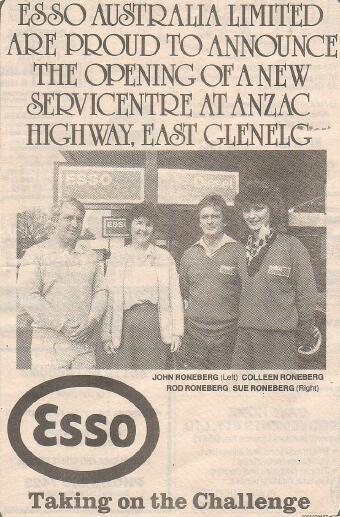 ESSO AUSTRALIA LIMITED
ARE PROUD TO ANNOUNCE
THE OPENING OF A NEW
SERVICENTRE AT ANZAC
HIGHWAY, EAST GLENELG
ESSO
Diesel
ESSO
JOHN RONEBERG (Left) COLLEEN RONEBERG
ROD RONEBERG SUE RONEBERG (Right)
Esso
Taking on the Challenge